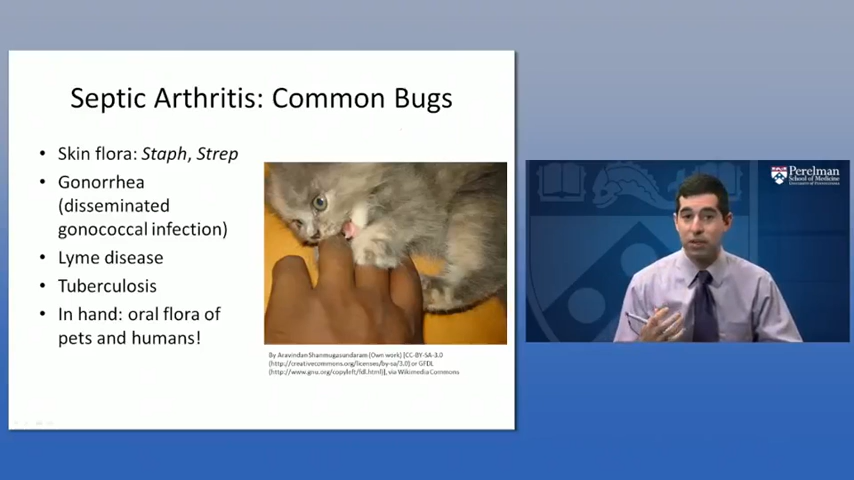 Septic Arthritis: Common Bugs
• Skin flora: Staph, Strep
• Gonorrhea
(disseminated
gonococcal infection)
• Lyme disease
• Tuberculosis
• In hand: oral flora of
pets and humans!
By Aravindan Shanmugasundaram (Own work) [CC-BY-SA-3.0
(http://creativecommons.org/licenses/by-sa/3.0) or GFDL
(http://www.gnu.org/copyleft/fdl.html)], via Wikimedia Commons
Perelman
School of Medicine
University of Pennsylvania